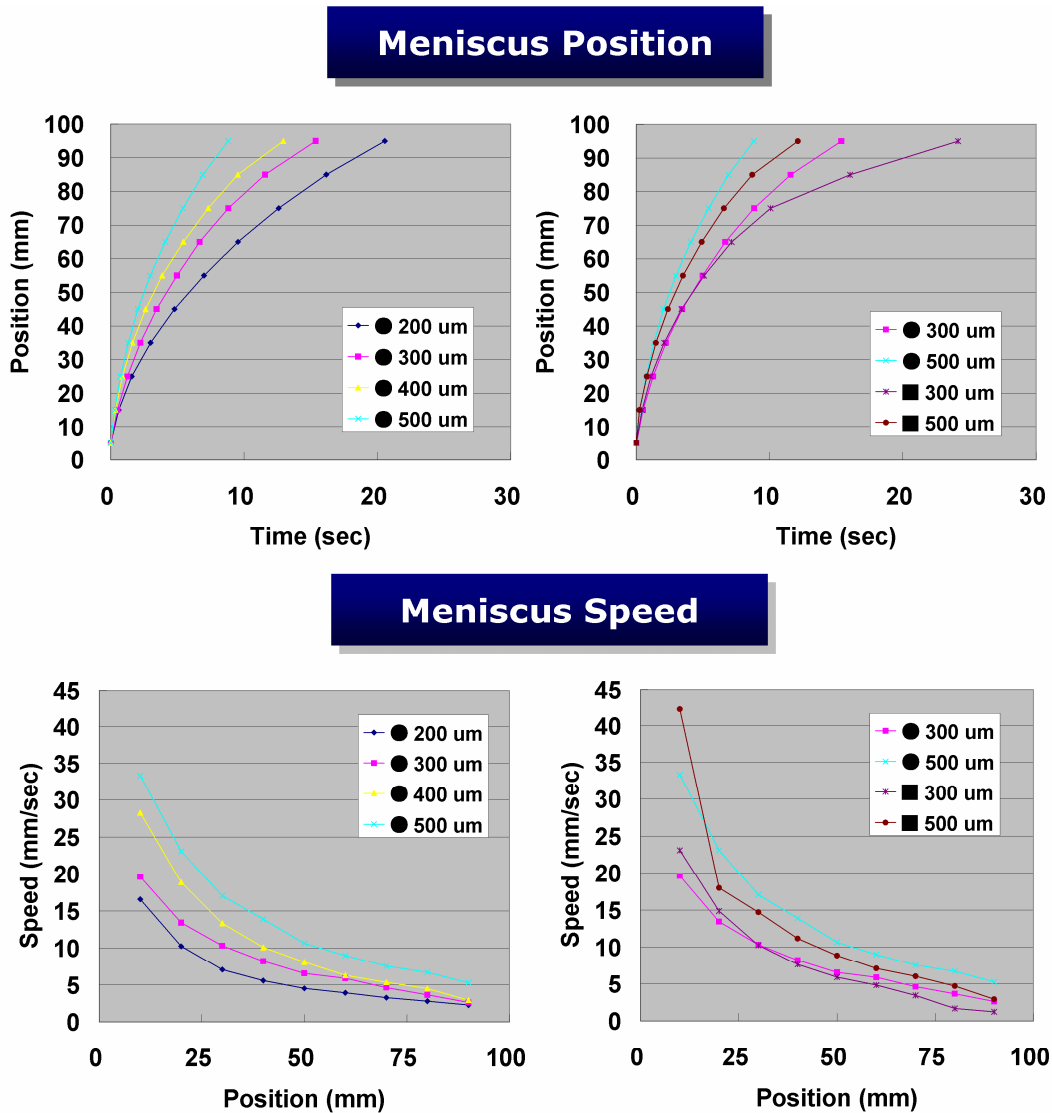 Meniscus Position
100
90
80
70
60
50
40
30
20
10
0
Position (mm)
200 um
300 um
400 um
500 um
0 10 20 30
Time (sec)
100
90
80
70
60
50
40
30
20
10
0
Position (mm)
300 um
500 um
300 um
500 um
0 10 20 30
Time (sec)
Meniscus Speed
45
40
35
30
25
20
15
10
5
0
Speed (mm/sec)
200 um
300 um
400 um
500 um
0 25 50 75 100
Position (mm)
45
40
35
30
25
20
15
10
5
0
Speed (mm/sec)
300 um
500 um
300 um
500 um
0 25 50 75 100
Position (mm)